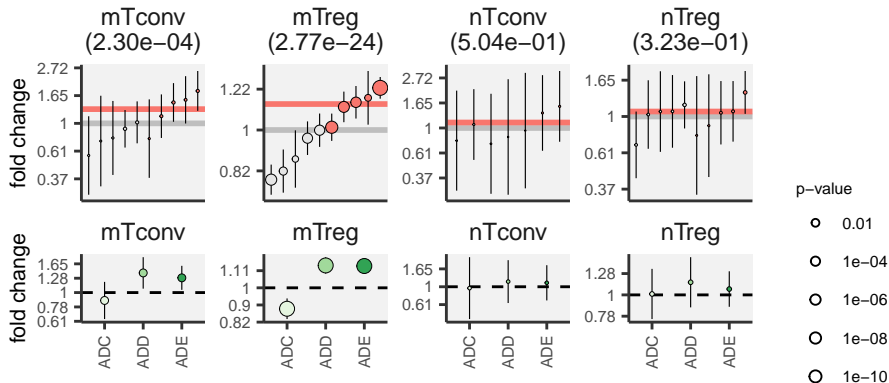 mTconv
(2.30e−04)
mTreg
(2.77e−24)
nTconv
(5.04e−01)
nTreg
(3.23e−01)
fold change
2.72
1.65
1
0.61
0.37
1.22
1
0.82
2.72
1.65
1
0.61
0.37
1.65
1
0.61
0.37
mTconv
mTreg
nTconv
nTreg
fold change
1.65
1.28
1
0.78
0.61
1.11
1
0.9
0.82
1.65
1
0.61
1.28
1
0.78
ADC
ADD
ADE
ADC
ADD
ADE
ADC
ADD
ADE
ADC
ADD
ADE
p−value
0.01
1e−04
1e−06
1e−08
1e−10